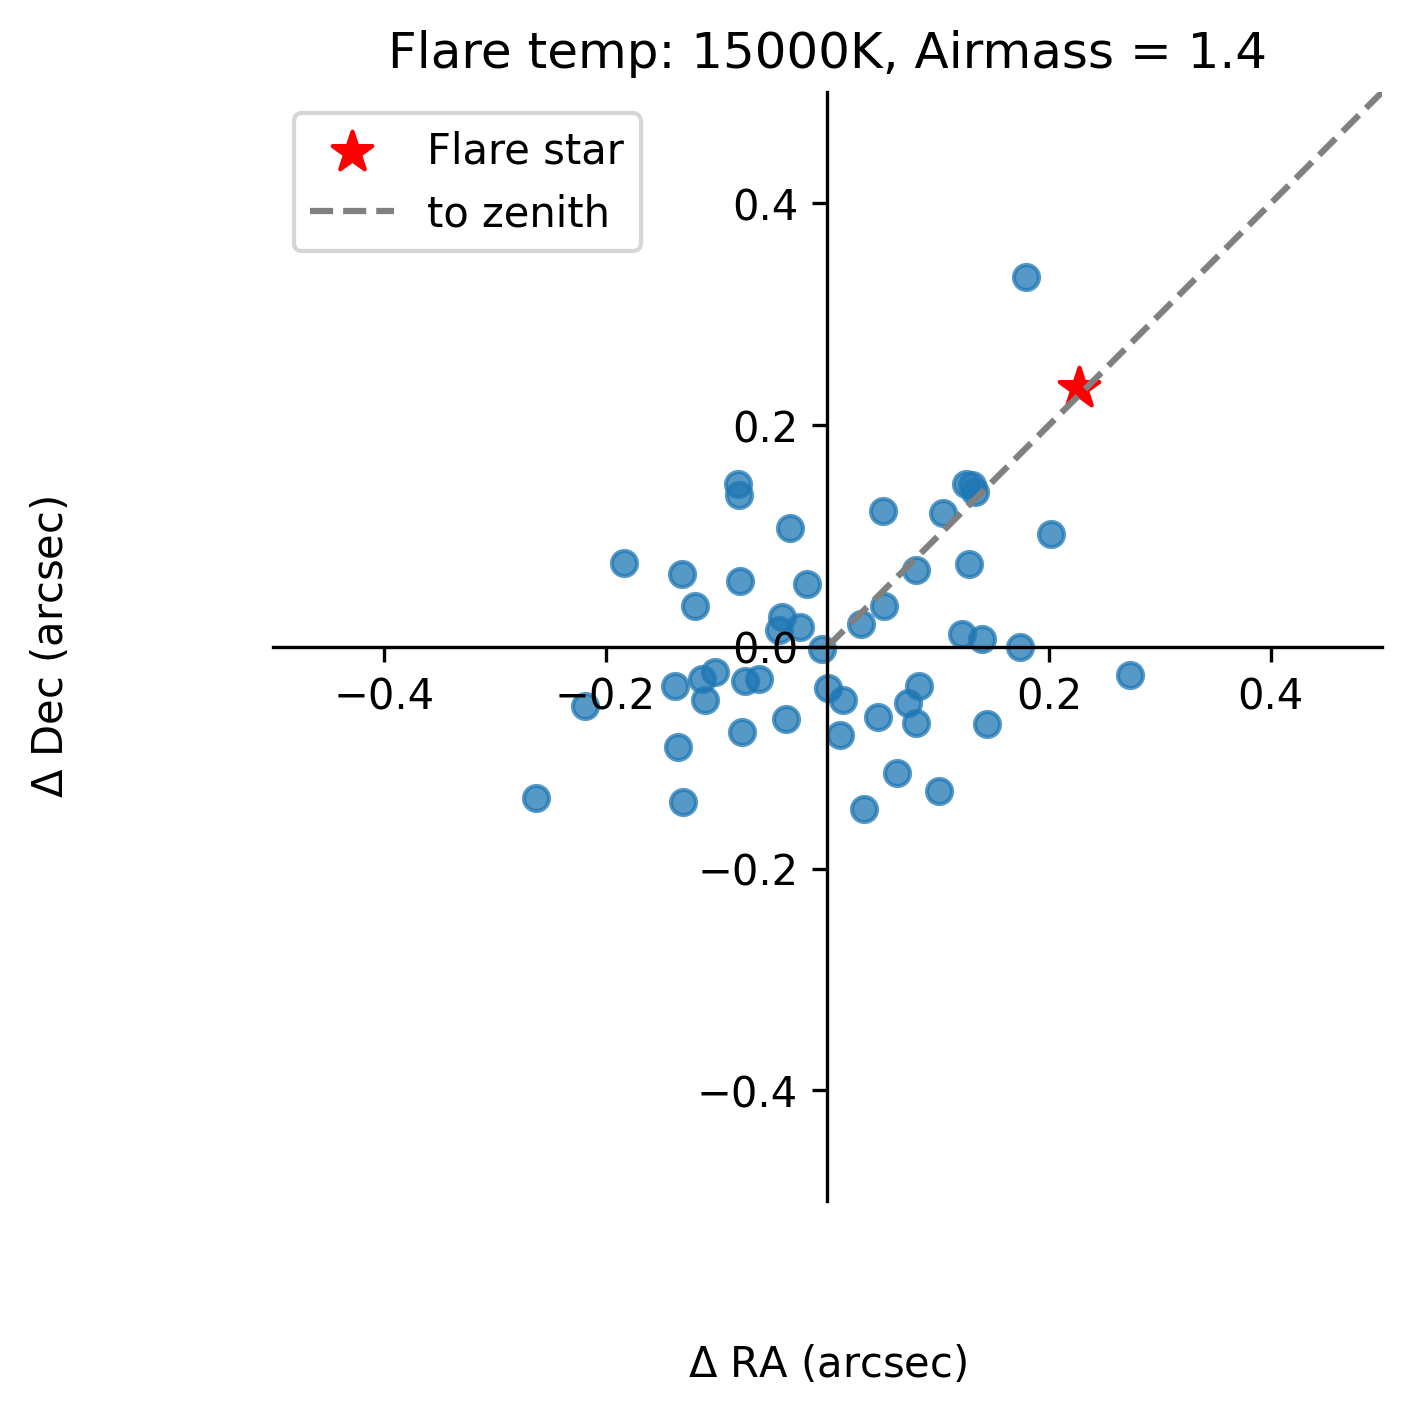 Flare temp: 15000K, Airmass = 1.4
Flare star
to zenith
0.4
0.2
0.0
−0.4
−0.2
0.2
0.4
−0.2
−0.4
Δ Dec (arcsec)
Δ RA (arcsec)